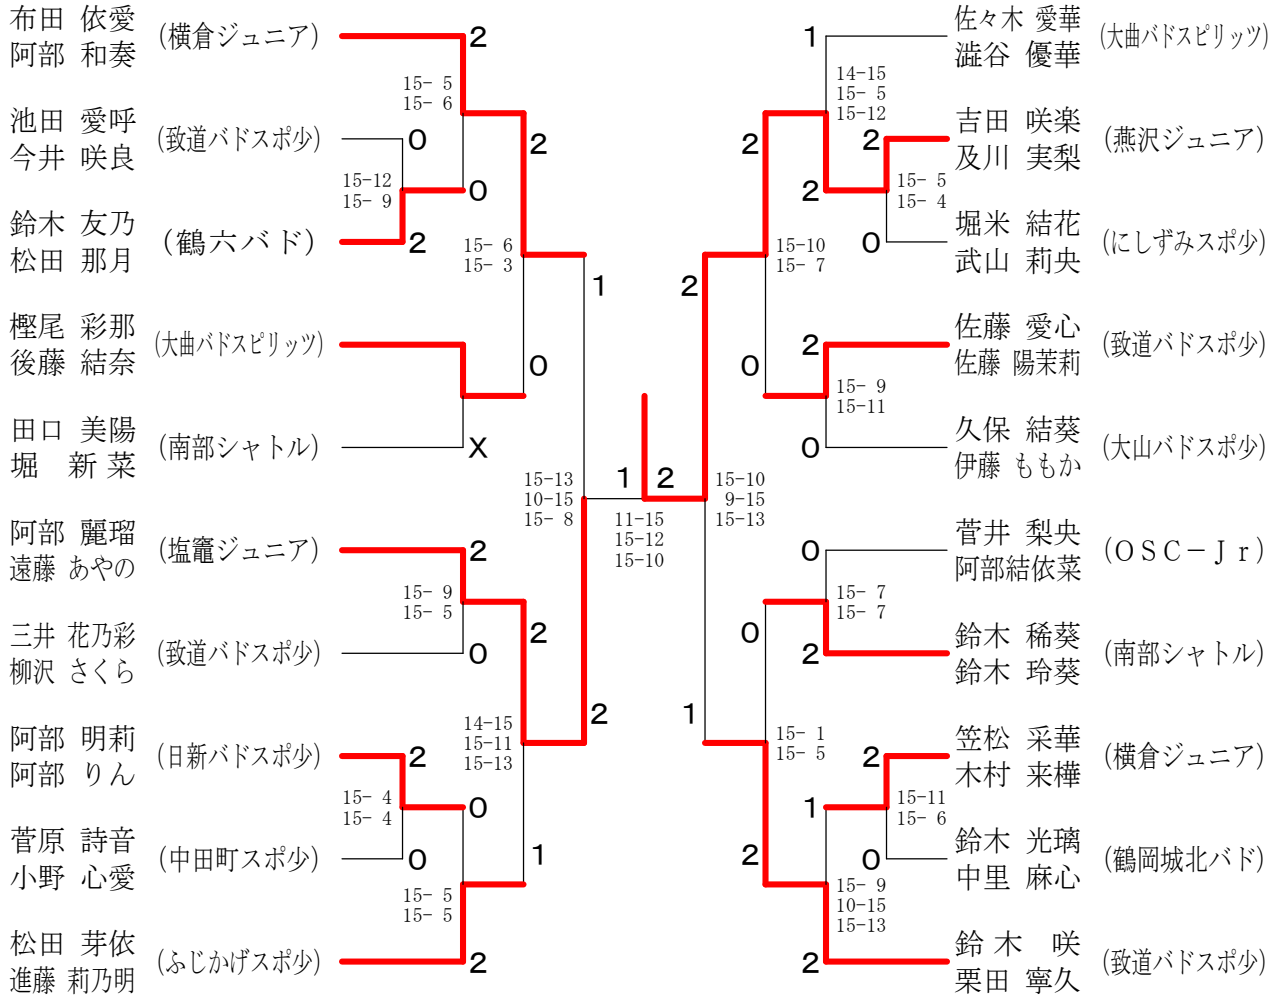 布田 依愛
阿部 和奏
(横倉ジュニア)
2
15- 5
15- 6
池田 愛呼
今井 咲良
(致道バドスポ少)
0
2
15-12
15- 9
0
鈴木 友乃
松田 那月
(鶴六バド)
2
15- 6
15- 3
1
樫尾 彩那
後藤 結奈
(大曲バドスピリッツ)
0
田口 美陽
堀 新菜
(南部シャトル)
X
15-13
10-15
15- 8
1
2
11-15
15-12
15-10
阿部 麗瑠
遠藤 あやの
(塩竈ジュニア)
2
15- 9
15- 5
2
三井 花乃彩
柳沢 さくら
(致道バドスポ少)
0
14-15
15-11
15-13
2
阿部 明莉
阿部 りん
(日新バドスポ少)
2
15- 4
15- 4
0
菅原 詩音
小野 心愛
(中田町スポ少)
0
1
15- 5
15- 5
松田 芽依
進藤 莉乃明
(ふじかげスポ少)
2
1
佐々木 愛華
澁谷 優華
(大曲バドスピリッツ)
14-15
15- 5
15-12
2
2
吉田 咲楽
及川 実梨
(燕沢ジュニア)
15- 5
15- 4
2
0
堀米 結花
武山 莉央
(にしずみスポ少)
15-10
15- 7
2
2
佐藤 愛心
佐藤 陽茉莉
(致道バドスポ少)
0
15- 9
15-11
0
久保 結葵
伊藤 ももか
(大山バドスポ少)
15-10
9-15
15-13
0
菅井 梨央
阿部結依菜
(OSC－Jr)
15- 7
15- 7
0
2
鈴木 稀葵
鈴木 玲葵
(南部シャトル)
1
15- 1
15- 5
2
笠松 采華
木村 来樺
(横倉ジュニア)
1
15-11
15- 6
2
0
鈴木 光璃
中里 麻心
(鶴岡城北バド)
15- 9
10-15
15-13
2
鈴木 咲
栗田 寧久
(致道バドスポ少)